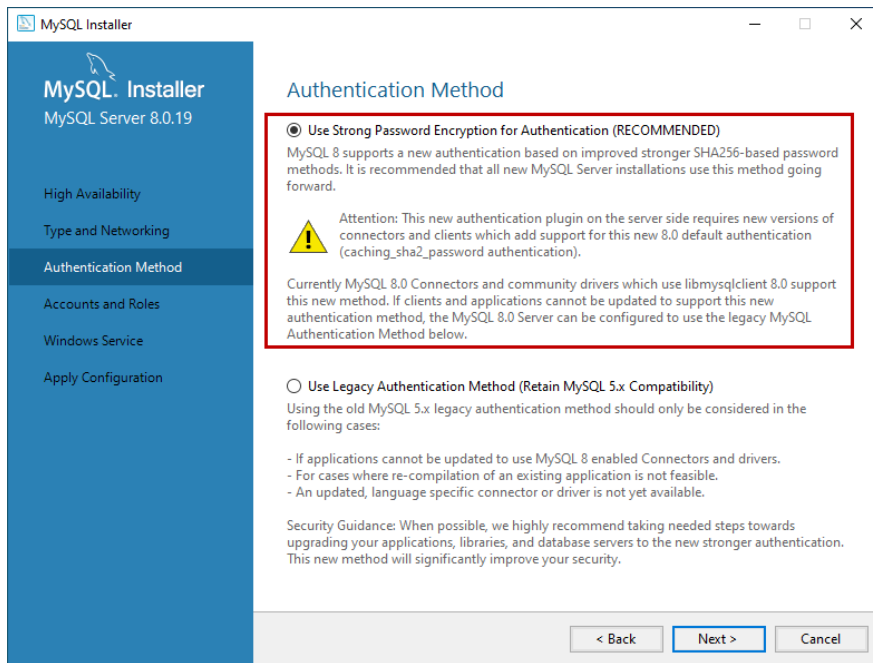 MySQL Installer
MySQL. Installer
MySQL Server 8.0.19
High Availability
Type and Networking
Authentication Method
Accounts and Roles
Windows Service
Apply Configuration
Authentication Method
Use Strong Password Encryption for Authentication (RECOMMENDED)
MySQL 8 supports a new authentication based on improved stronger SHA256-based password
methods. It is recommended that all new MySQL Server installations use this method going
forward.
Attention: This new authentication plugin on the server side requires new versions of
connectors and clients which add support for this new 8.0 default authentication
(caching_sha2_password authentication).
Currently MySQL 8.0 Connectors and community drivers which use libmysqlclient 8.0 support
this new method. If clients and applications cannot be updated to support this new
authentication method, the MySQL 8.0 Server can be configured to use the legacy MySQL
Authentication Method below.
Use Legacy Authentication Method (Retain MySQL 5.x Compatibility)
Using the old MySQL 5.x legacy authentication method should only be considered in the
following cases:
- If applications cannot be updated to use MySQL 8 enabled Connectors and drivers.
- For cases where re-compilation of an existing application is not feasible.
- An updated, language specific connector or driver is not yet available.
Security Guidance: When possible, we highly recommend taking needed steps towards
upgrading your applications, libraries, and database servers to the new stronger authentication.
This new method will significantly improve your security.
< Back
Next >
Cancel